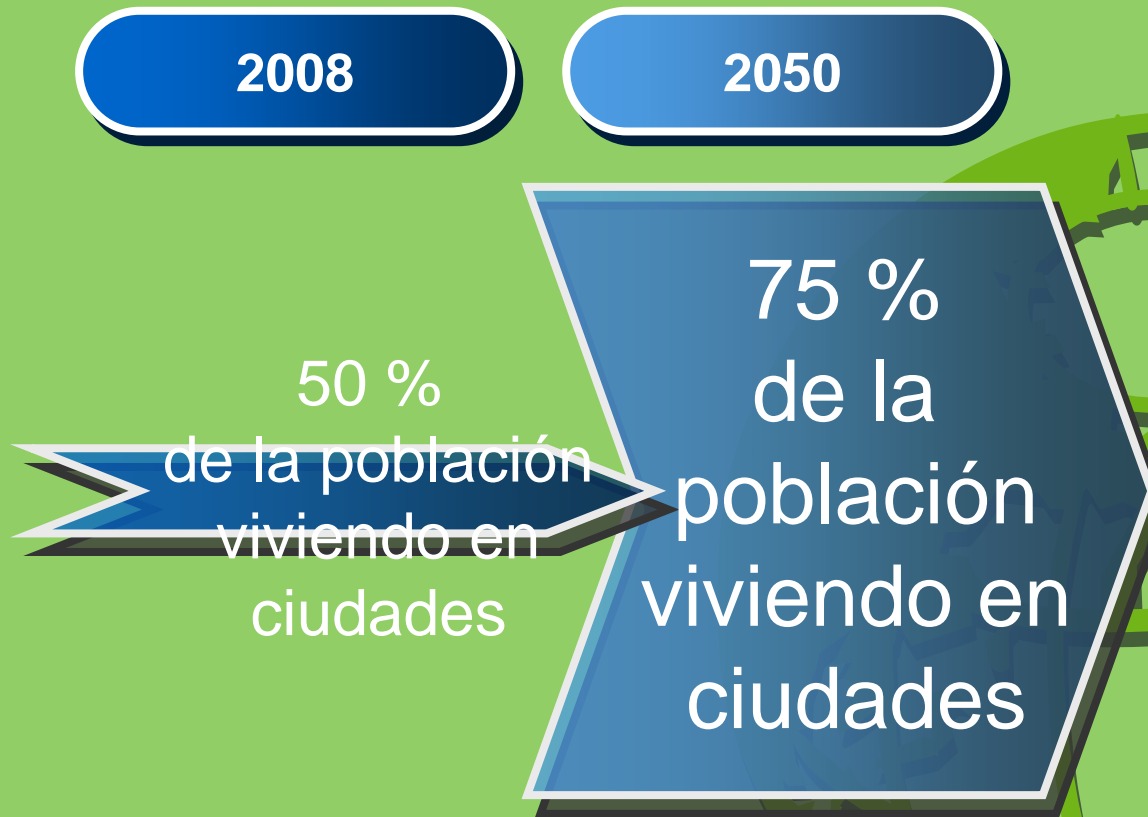 2008
2050
50 %
de la población
viviendo en
ciudades
75 %
de la
población
viviendo en
ciudades